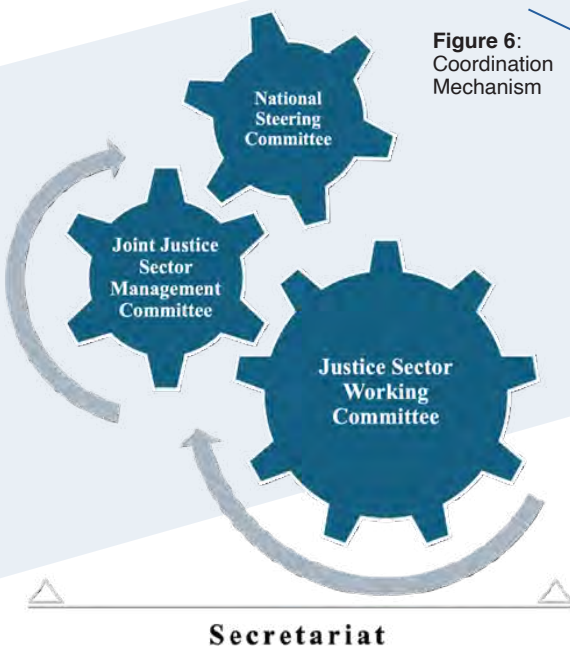 Figure 6:
Coordination
Mechanism
National
Steering
Committee
Joint Justice
Sector
Management
Committee
Justice Sector
Working
Committee
Secretariat